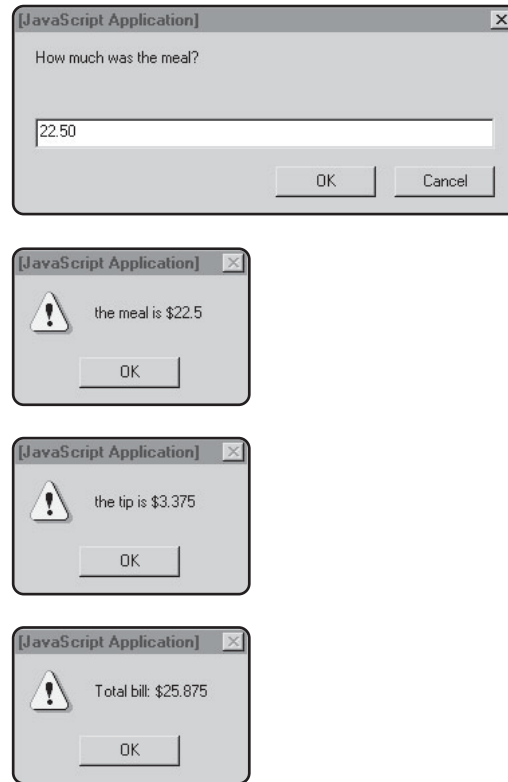 [JavaScript Application]
How much was the meal?
22.50
OK Cancel
[JavaScript Application]
the meal is $22.5
OK
[JavaScript Application]
the tip is $3.375
OK
[JavaScript Application]
Total bill: $25.875
OK